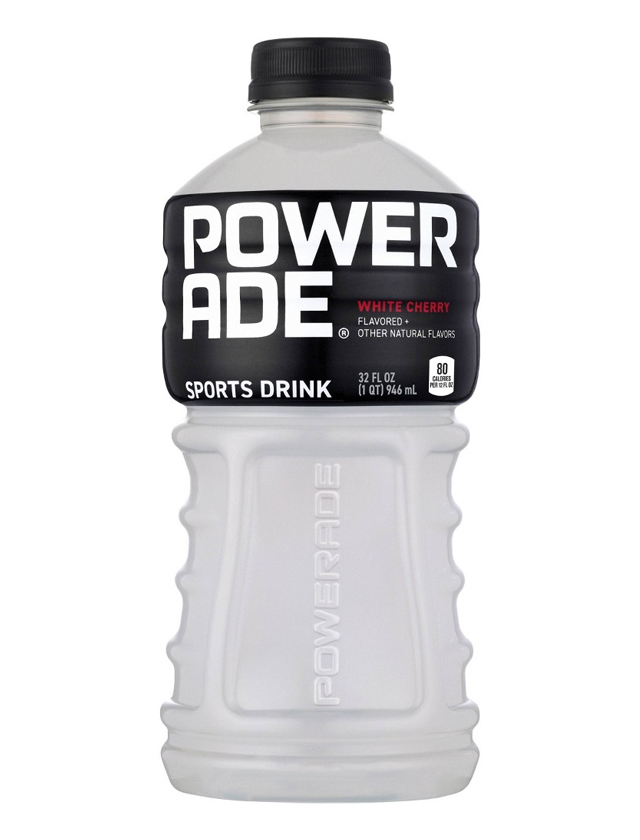 POWER
ADE®
WHITE CHERRY
FLAVORED +
OTHER NATURAL FLAVORS
SPORTS DRINK
32 FL OZ
(1 QT) 946 mL
80
CALORIES
PER 12 FL OZ
POWERADE